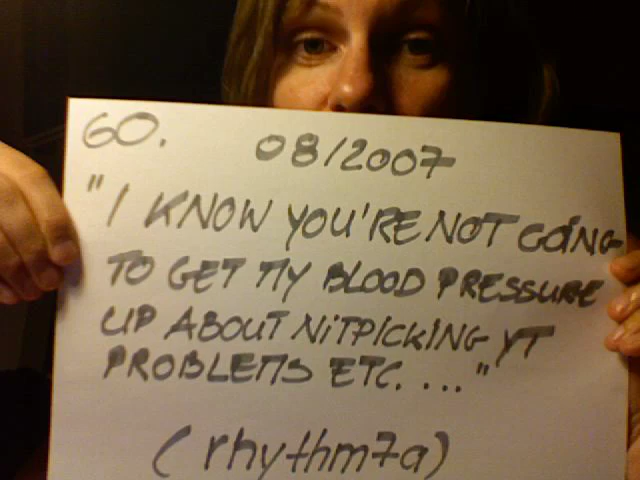 60. 08/2007
"I KNOW YOU'RE NOT GOiNG
TO GET MY BLOOD PRESSURE
UP ABOUT NiTPICKING YT
PROBLEMS ETC. ..."
(rhythm7a)